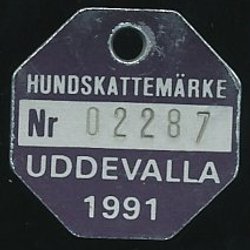 HUNDSKATTEMÄRKE
Nr 02287
UDDEVALLA
1991